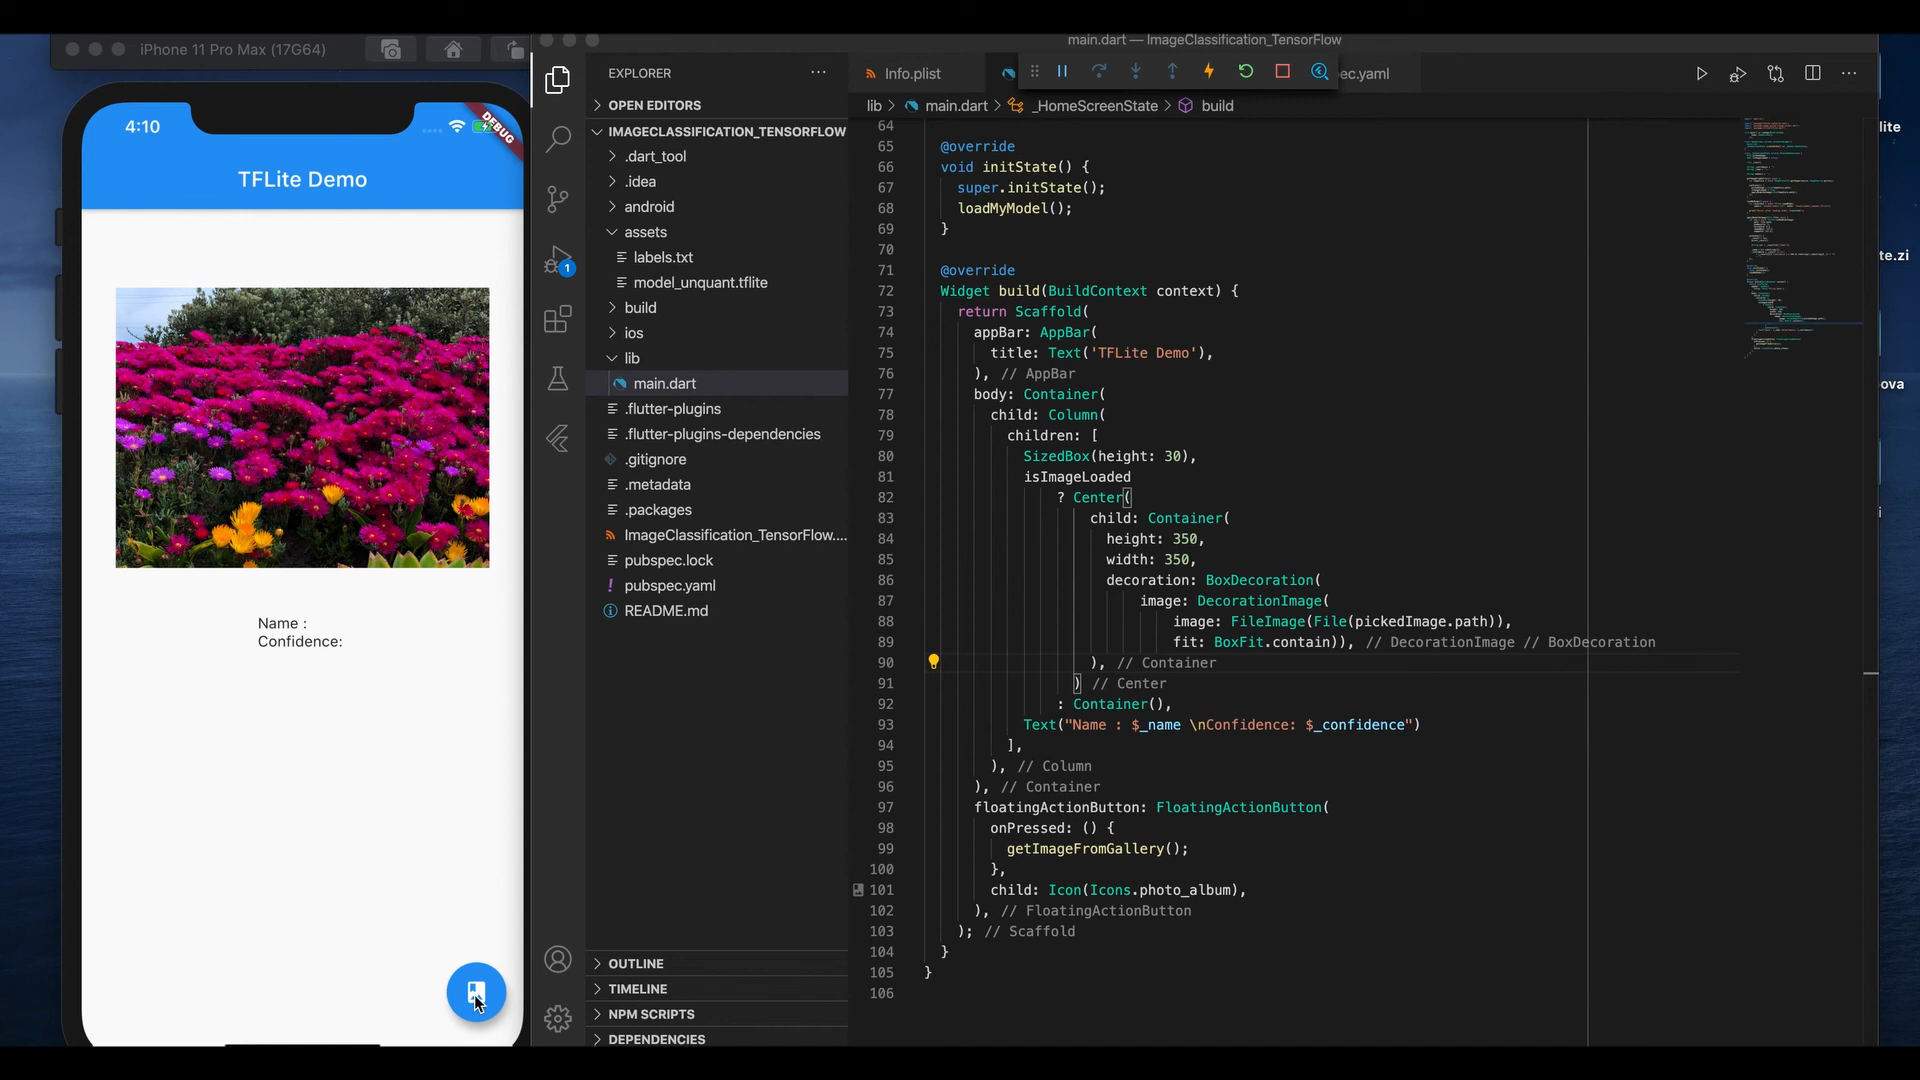 iPhone 11 Pro Max (17G64)
4:10
DEBUG
TFLite Demo
Name :
Confidence:
main.dart — ImageClassification_TensorFlow
EXPLORER
OPEN EDITORS
IMAGECLASSIFICATION_TENSORFLOW
.dart_tool
.idea
android
assets
labels.txt
model_unquant.tflite
build
ios
lib
main.dart
.flutter-plugins
.flutter-plugins-dependencies
.gitignore
.metadata
.packages
ImageClassification_TensorFlow....
pubspec.lock
pubspec.yaml
README.md
OUTLINE
TIMELINE
NPM SCRIPTS
DEPENDENCIES
1
Info.plist
ec.yaml
lib > main.dart > _HomeScreenState > build
64
65 @override
66 void initState() {
67 super.initState();
68 loadMyModel();
69 }
70
71 @override
72 Widget build(BuildContext context) {
73 return Scaffold(
74 appBar: AppBar(
75 title: Text('TFLite Demo'),
76 ), // AppBar
77 body: Container(
78 child: Column(
79 children: [
80 SizedBox(height: 30),
81 isImageLoaded
82 ? Center(
83 child: Container(
84 height: 350,
85 width: 350,
86 decoration: BoxDecoration(
87 image: DecorationImage(
88 image: FileImage(File(pickedImage.path)),
89 fit: BoxFit.contain)), // DecorationImage // BoxDecoration
90 ), // Container
91 ) // Center
92 : Container(),
93 Text("Name : $_name \nConfidence: $_confidence")
94 ],
95 ), // Column
96 ), // Container
97 floatingActionButton: FloatingActionButton(
98 onPressed: () {
99 getImageFromGallery();
100 },
101 child: Icon(Icons.photo_album),
102 ), // FloatingActionButton
103 ); // Scaffold
104 }
105 }
106
lite
te.zi
ova
i